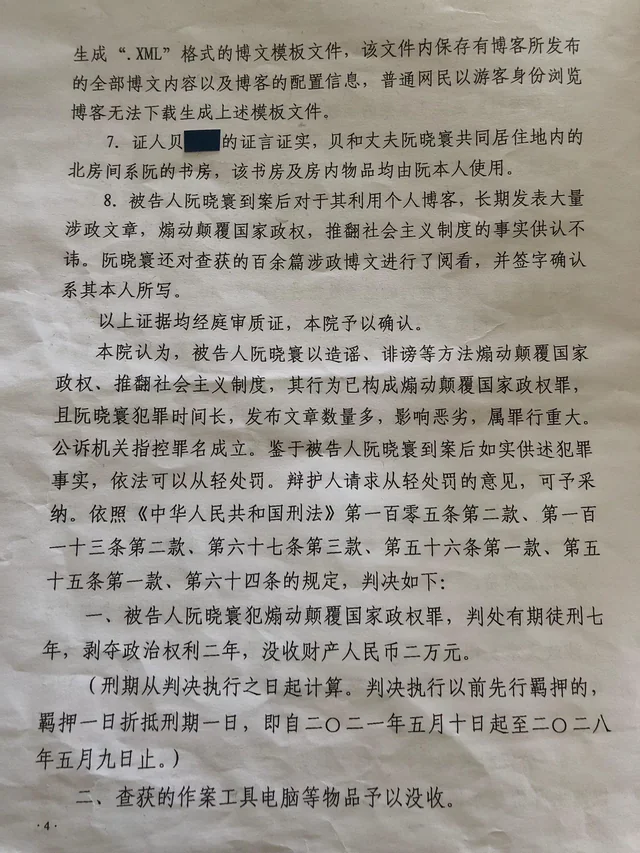 生成“.XML”格式的博文模板文件，该文件内保存有博客所发布
的全部博文内容以及博客的配置信息，普通网民以游客身份浏览
博客无法下载生成上述模板文件。
7．证人贝的证言证实，贝和丈夫阮晓寰共同居住地内的
北房间系阮的书房，该书房及房内物品均由阮本人使用。
8．被告人阮晓寰到案后对于其利用个人博客，长期发表大量
涉政文章，煽动颠覆国家政权，推翻社会主义制度的事实供认不
讳。阮晓寰还对查获的百余篇涉政博文进行了阅看，并签字确认
系其本人所写。
以上证据均经庭审质证，本院予以确认。
本院认为，被告人阮晓寰以造谣、诽谤等方法煽动颠覆国家
政权、推翻社会主义制度，其行为已构成煽动颠覆国家政权罪，
且阮晓寰犯罪时间长，发布文章数量多，影响恶劣，属罪行重大。
公诉机关指控罪名成立。鉴于被告人阮晓寰到案后如实供述犯罪
事实，依法可以从轻处罚。辩护人请求从轻处罚的意见，可予采
纳。依照《中华人民共和国刑法》第一百零五条第二款、第一百
一十三条第二款、第六十七条第三款、第五十六条第一款、第五
十五条第一款、第六十四条的规定，判决如下：
一、被告人阮晓寰犯煽动颠覆国家政权罪，判处有期徒刑七
年，剥夺政治权利二年，没收财产人民币二万元。
（刑期从判决执行之日起计算。判决执行以前先行羁押的，
羁押一日折抵刑期一日，即自二〇二一年五月十日起至二〇二八
年五月九日止。）
二、查获的作案工具电脑等物品予以没收。
·4·